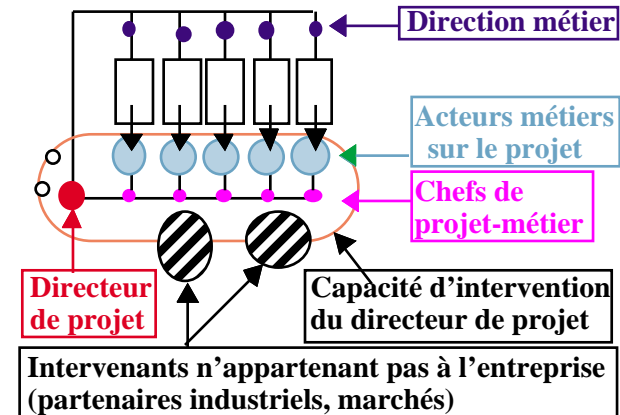 Direction métier
Acteurs métiers
sur le projet
Chefs de
projet-métier
Directeur
de projet
Capacité d'intervention
du directeur de projet
Intervenants n'appartenant pas à l'entreprise
(partenaires industriels, marchés)